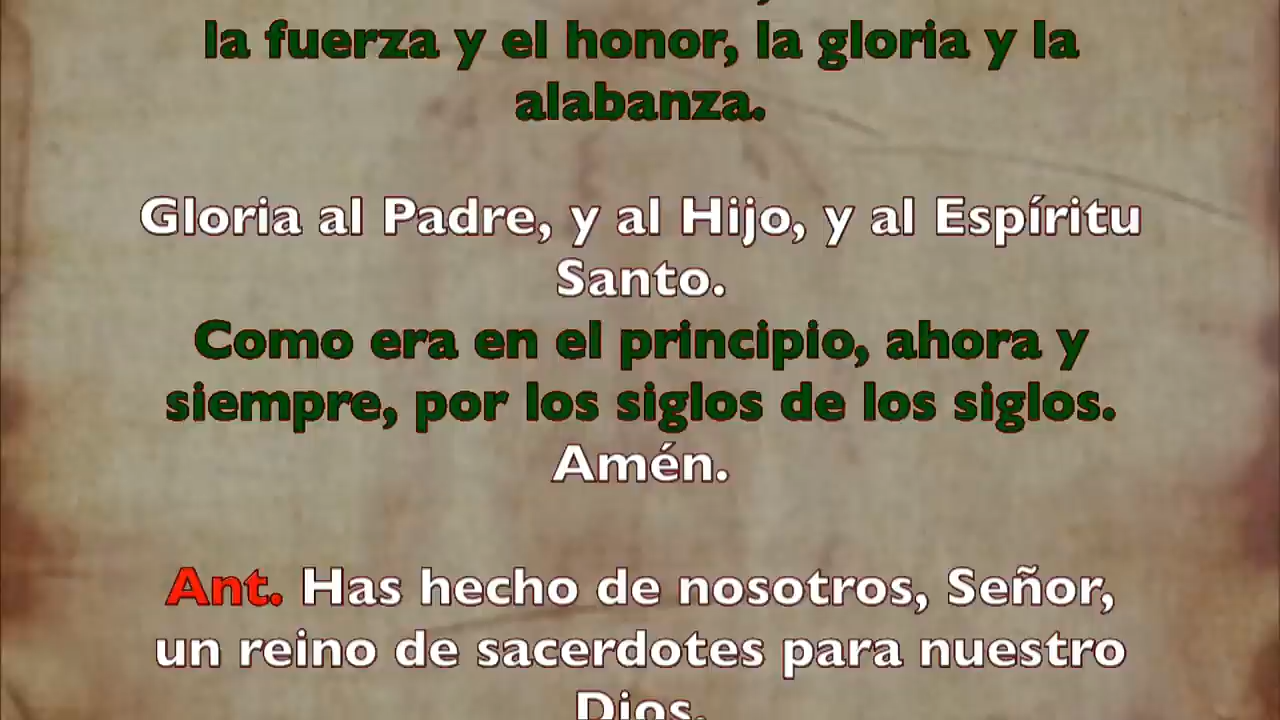 la fuerza y el honor, la gloria y la
alabanza.
Gloria al Padre, y al Hijo, y al Espíritu
Santo.
Como era en el principio, ahora y
siempre, por los siglos de los siglos.
Amén.
Ant. Has hecho de nosotros, Señor,
un reino de sacerdotes para nuestro
Dios.